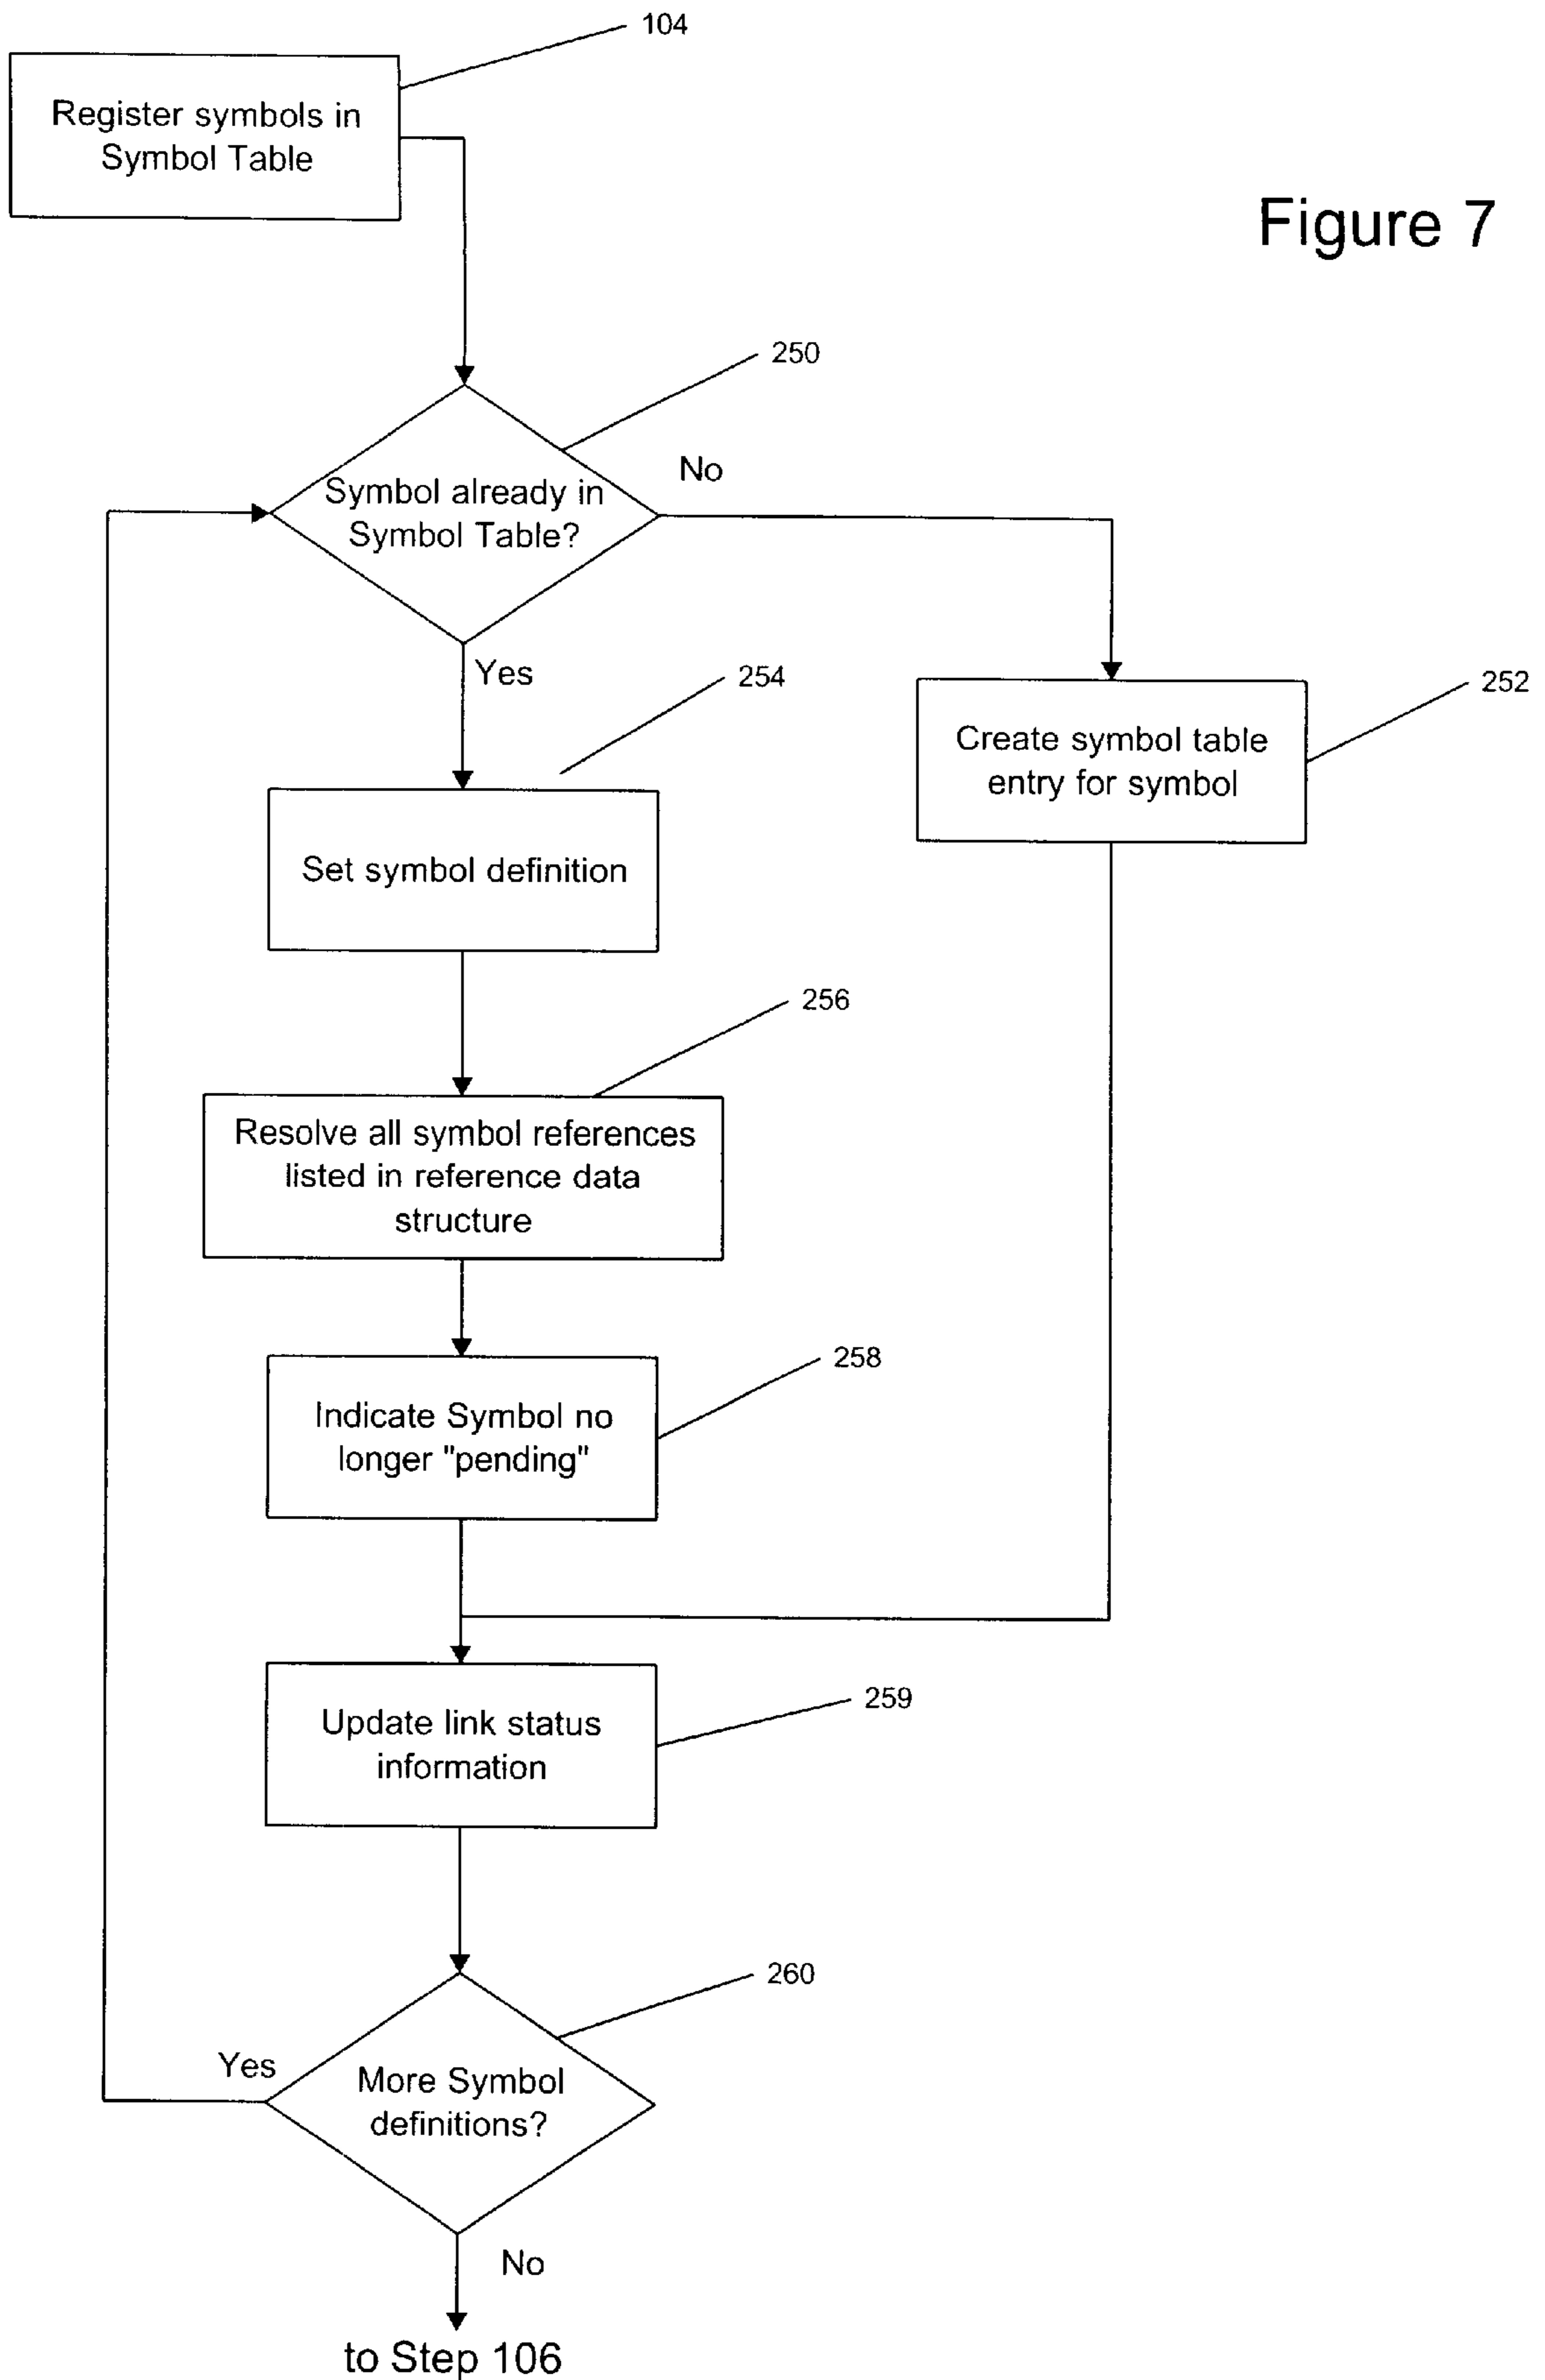 104
Register symbols in
Symbol Table
Figure 7
250
No
Symbol already in
Symbol Table?
Yes
254
252
Create symbol table
entry for symbol
Set symbol definition
256
Resolve all symbol references
listed in reference data
structure
258
Indicate Symbol no
longer "pending"
259
Update link status
information
260
Yes
More Symbol
definitions?
No
to Step 106